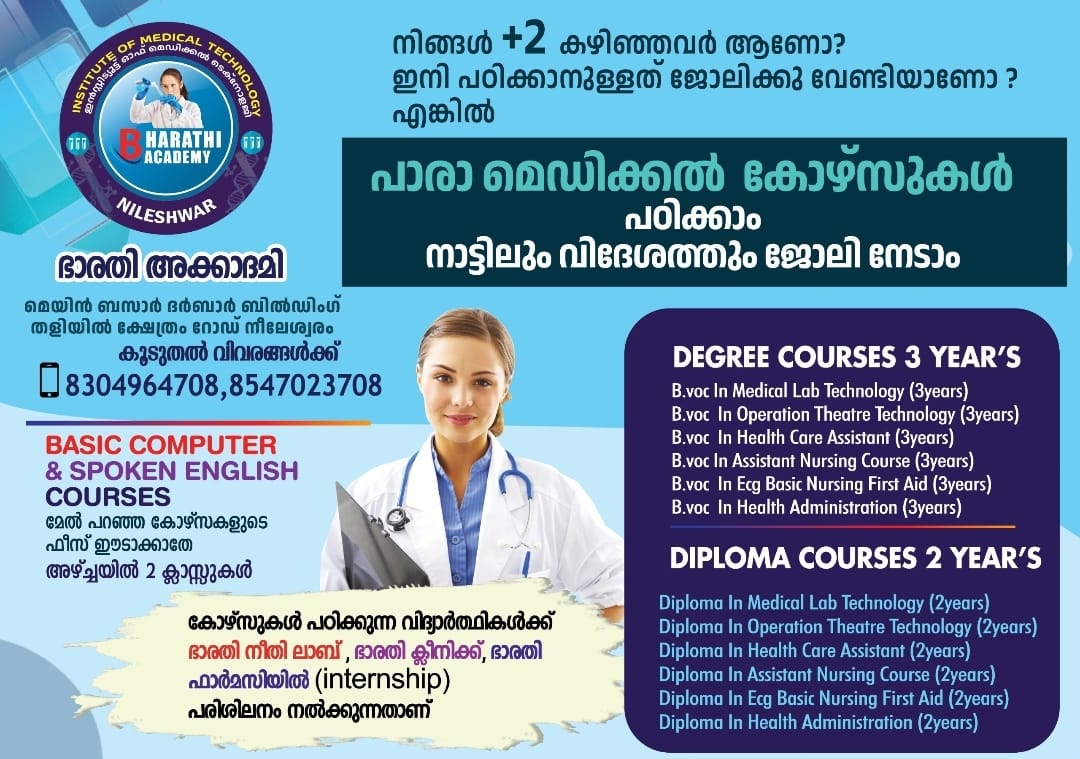 INSTITUTE OF MEDICAL TECHNOLOGY
ഇൻസ്റ്റിട്യൂട്ട് ഓഫ് മെഡിക്കൽ ടെക്നോളജി
BHARATHI
ACADEMY
NILESHWAR
ഭാരതി അക്കാദമി
മെയിൻ ബസാർ ദർബാർ ബിൽഡിംഗ്
തളിയിൽ ക്ഷേത്രം റോഡ് നീലേശ്വരം
കൂടുതൽ വിവരങ്ങൾക്ക്
8304964708,8547023708
BASIC COMPUTER
& SPOKEN ENGLISH
COURSES
മേൽ പറഞ്ഞ കോഴ്സകളുടെ
ഫീസ് ഈടാക്കാതേ
അഴ്ച്ചയിൽ 2 ക്ലാസ്സുകൾ
നിങ്ങൾ +2 കഴിഞ്ഞവർ ആണോ?
ഇനി പഠിക്കാനുള്ളത് ജോലിക്കു വേണ്ടിയാണോ ?
എങ്കിൽ
പാരാ മെഡിക്കൽ കോഴ്സുകൾ
പഠിക്കാം
നാട്ടിലും വിദേശത്തും ജോലി നേടാം
DEGREE COURSES 3 YEAR'S
B.voc In Medical Lab Technology (3years)
B.voc In Operation Theatre Technology (3years)
B.voc In Health Care Assistant (3years)
B.voc In Assistant Nursing Course (3years)
B.voc In Ecg Basic Nursing First Aid (3years)
B.voc In Health Administration (3years)
DIPLOMA COURSES 2 YEAR'S
Diploma In Medical Lab Technology (2years)
Diploma In Operation Theatre Technology (2years)
Diploma In Health Care Assistant (2years)
Diploma In Assistant Nursing Course (2years)
Diploma In Ecg Basic Nursing First Aid (2years)
Diploma In Health Administration (2years)
കോഴ്സുകൾ പഠിക്കുന്ന വിദ്യാർത്ഥികൾക്ക്
ഭാരതി നീതി ലാബ് , ഭാരതി ക്ലീനിക്ക്, ഭാരതി
ഫാർമസിയിൽ (internship)
പരിശിലനം നൽക്കുന്നതാണ്